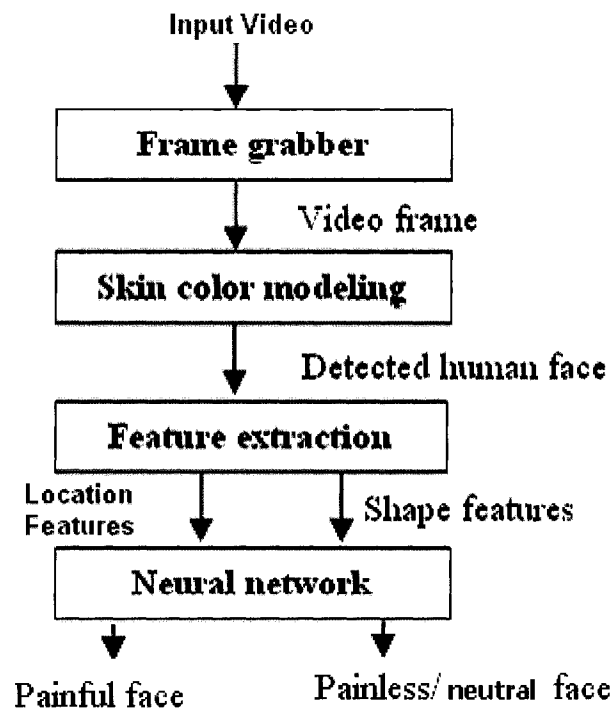 Input Video
Frame grabber
Video frame
Skin color modeling
Detected human face
Feature extraction
Location
Features
Shape features
Neural network
Painful face
Painless/ neutral face